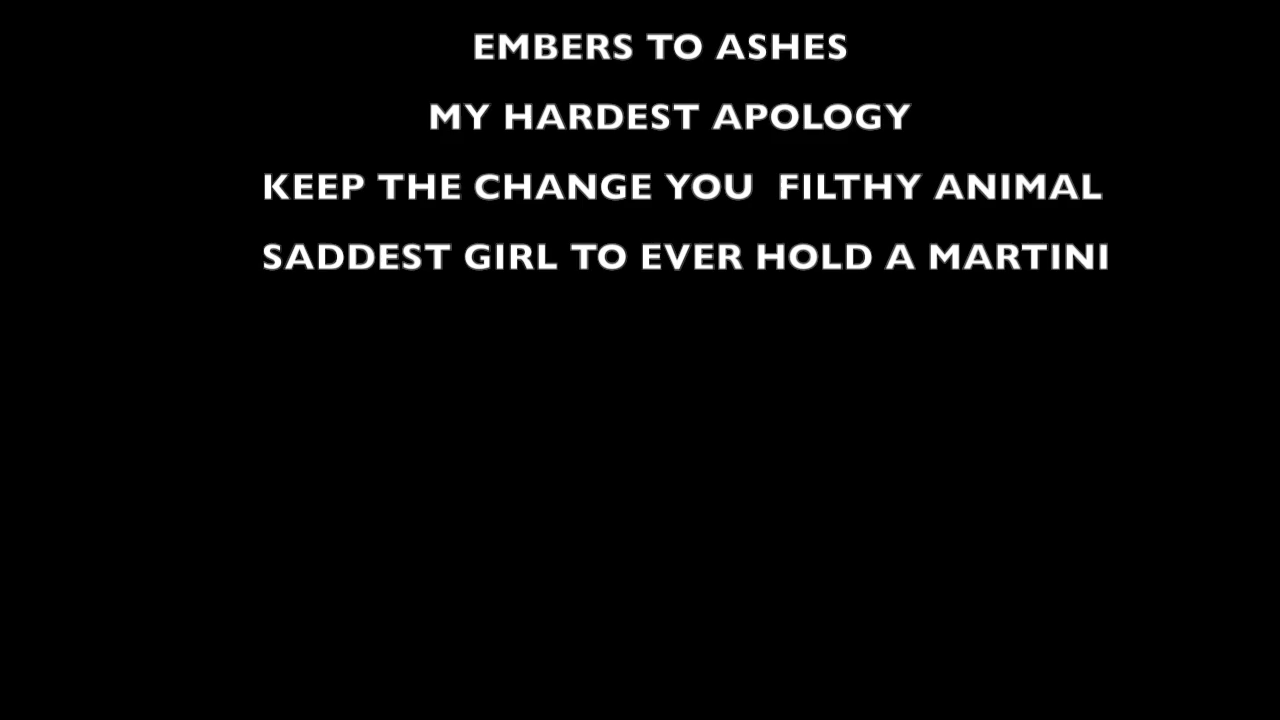 EMBERS TO ASHES
MY HARDEST APOLOGY
KEEP THE CHANGE YOU  FILTHY ANIMAL
SADDEST GIRL TO EVER HOLD A MARTINI